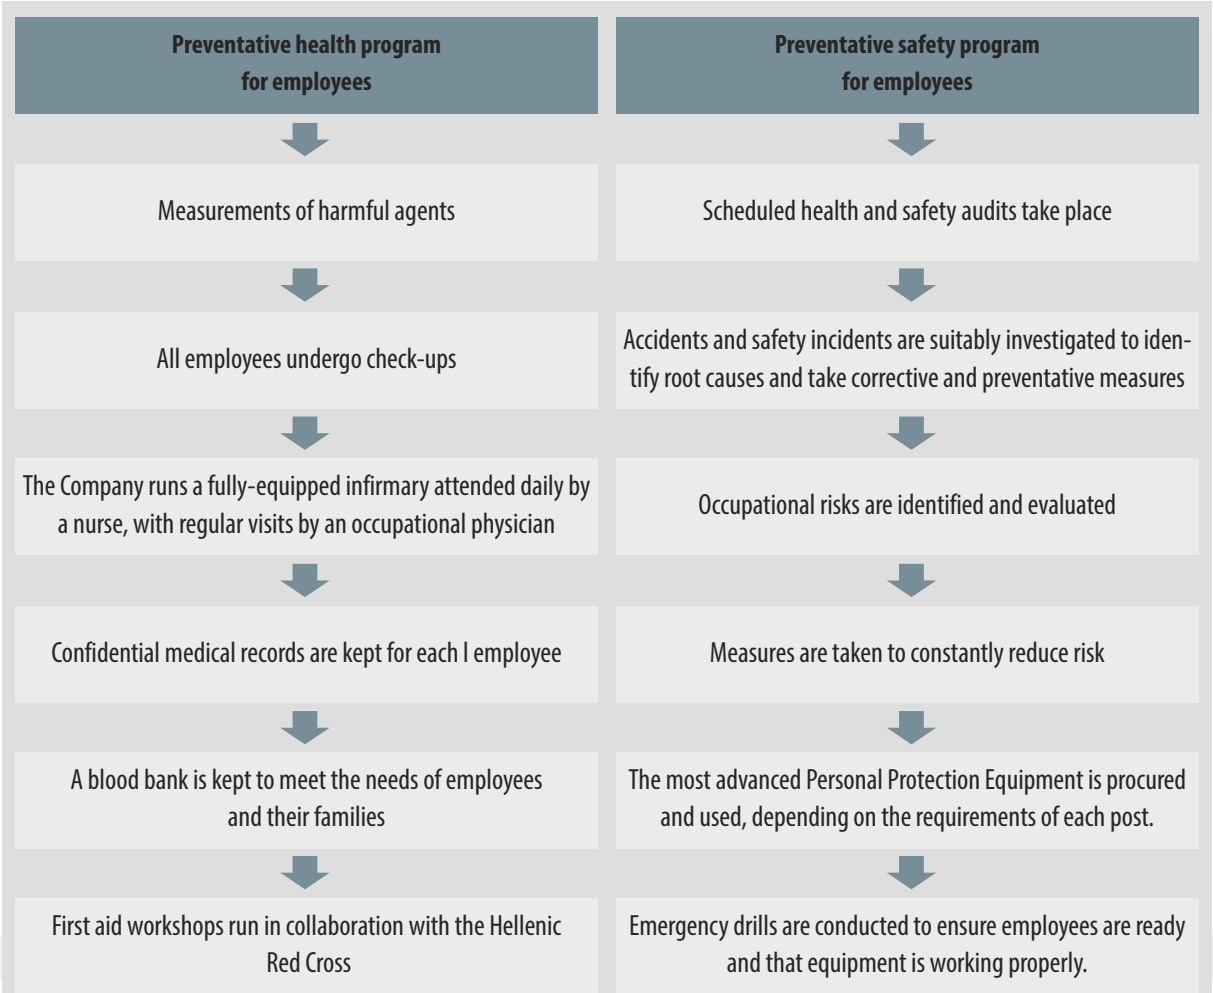 Preventative health program
for employees
Measurements of harmful agents
All employees undergo check-ups
The Company runs a fully-equipped infirmary attended daily by
a nurse, with regular visits by an occupational physician
Confidential medical records are kept for each l employee
A blood bank is kept to meet the needs of employees
and their families
First aid workshops run in collaboration with the Hellenic
Red Cross
Preventative safety program
for employees
Scheduled health and safety audits take place
Accidents and safety incidents are suitably investigated to iden-
tify root causes and take corrective and preventative measures
Occupational risks are identified and evaluated
Measures are taken to constantly reduce risk
The most advanced Personal Protection Equipment is procured
and used, depending on the requirements of each post.
Emergency drills are conducted to ensure employees are ready
and that equipment is working properly.